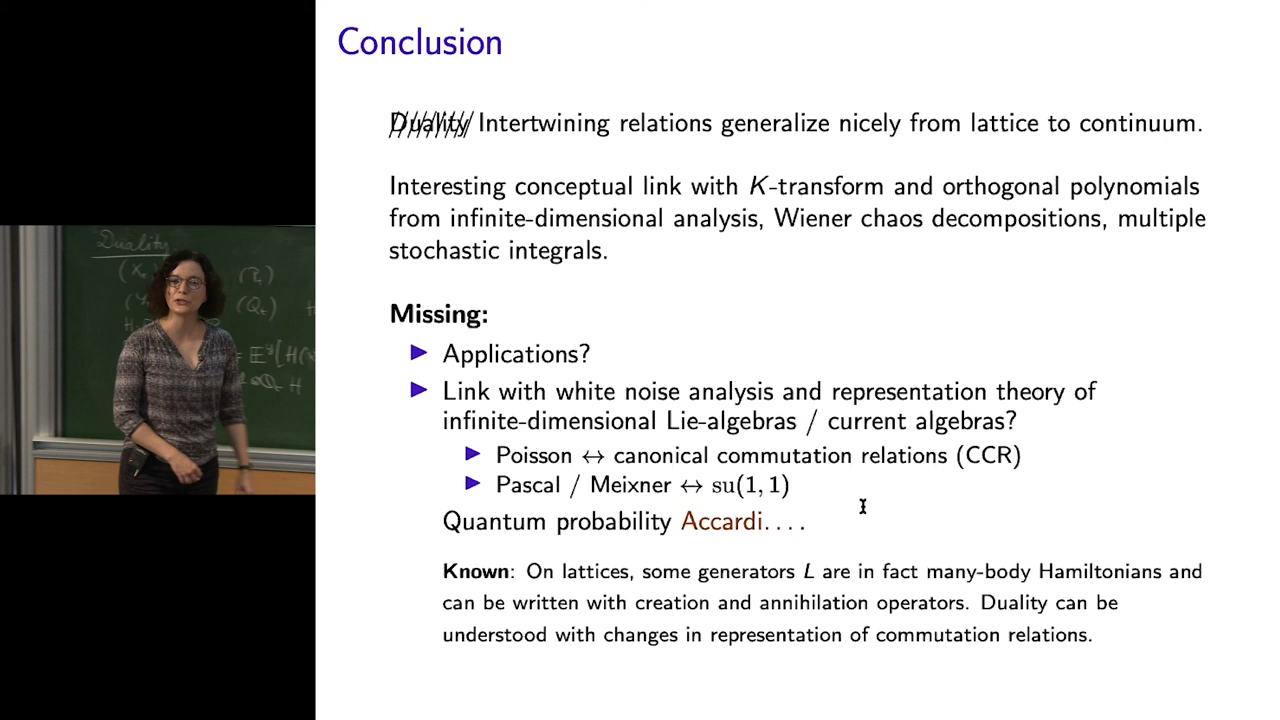 Conclusion
Duality Intertwining relations generalize nicely from lattice to continuum.
Interesting conceptual link with K-transform and orthogonal polynomials
from infinite-dimensional analysis, Wiener chaos decompositions, multiple
stochastic integrals.
Missing:
Applications?
Link with white noise analysis and representation theory of
infinite-dimensional Lie-algebras / current algebras?
Poisson ↔ canonical commutation relations (CCR)
Pascal / Meixner ↔ su(1, 1)
Quantum probability Accardi. . . .
Known: On lattices, some generators L are in fact many-body Hamiltonians and
can be written with creation and annihilation operators. Duality can be
understood with changes in representation of commutation relations.
Duality
(Qt)